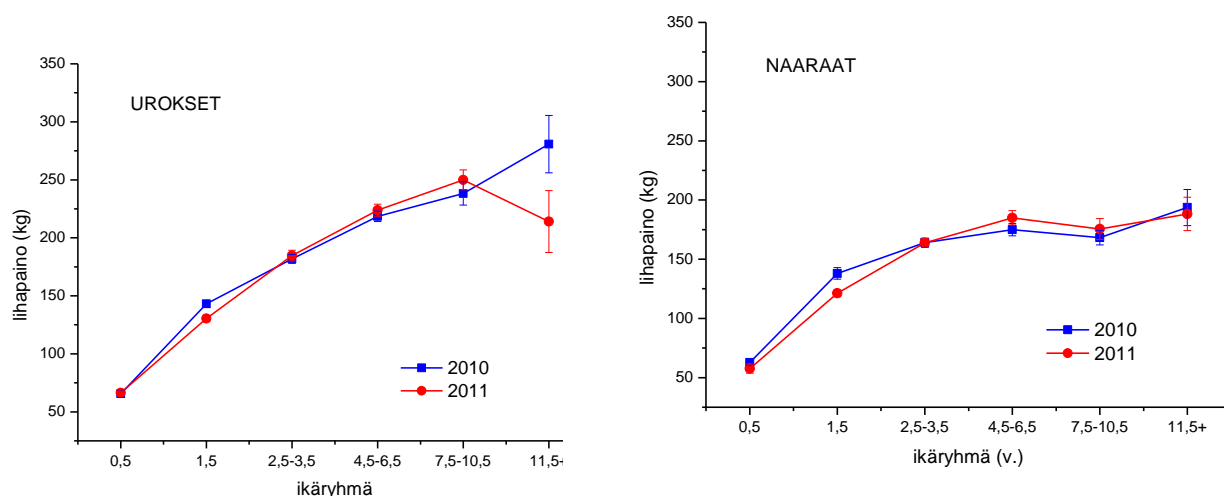 UROKSET
lihapaino (kg)
350
300
250
200
150
100
50
2010
2011
0,5 1,5 2,5-3,5 4,5-6,5 7,5-10,5 11,5+
ikäryhmä
NAARAAT
lihapaino (kg)
350
300
250
200
150
100
50
2010
2011
0,5 1,5 2,5-3,5 4,5-6,5 7,5-10,5 11,5+
ikäryhmä (v.)